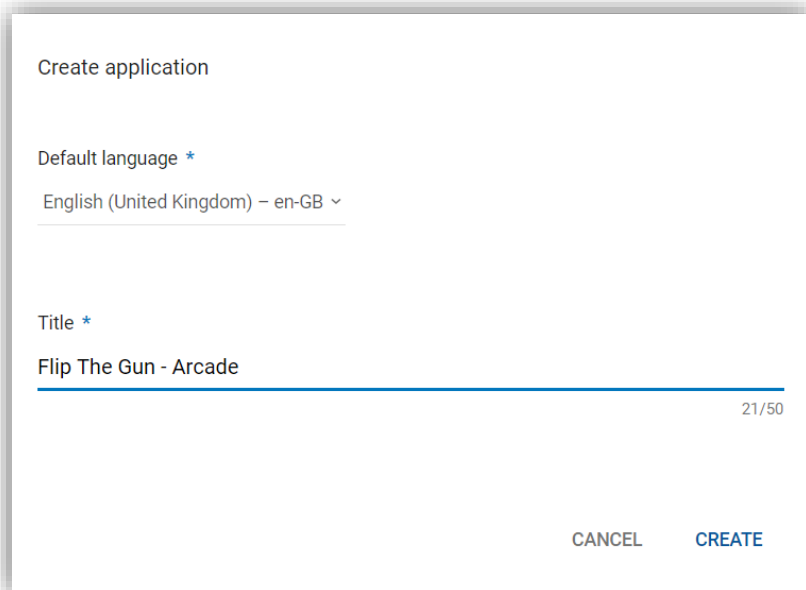 Create application
Default language *
English (United Kingdom) – en-GB
Title *
Flip The Gun - Arcade
21/50
CANCEL CREATE